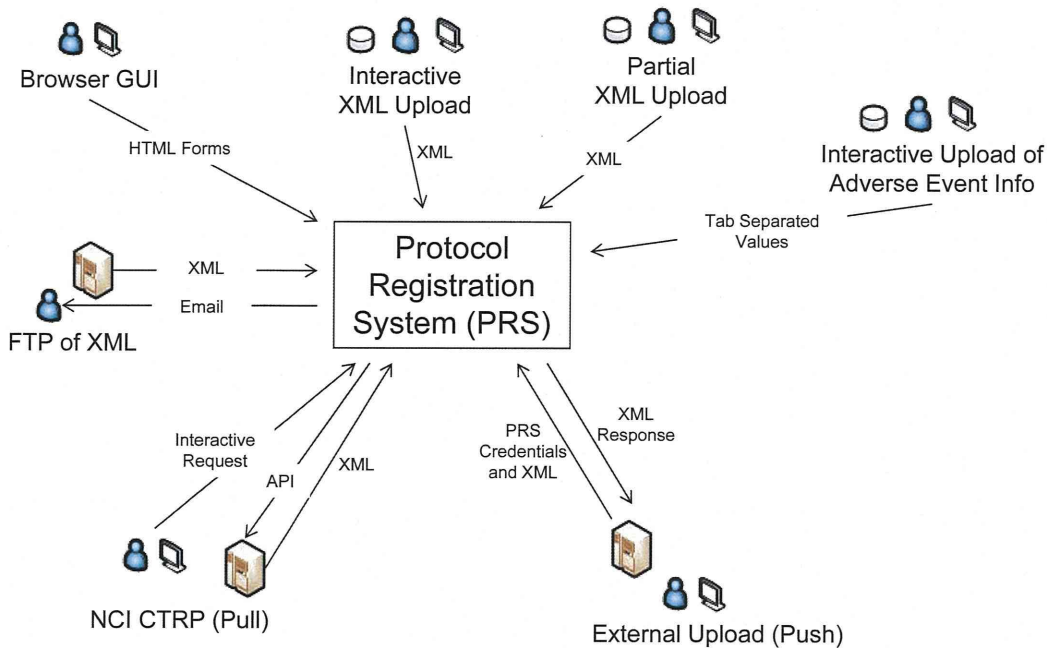 Browser GUI
Interactive
XML Upload
Partial
XML Upload
Interactive Upload of
Adverse Event Info
HTML Forms
XML
XML
Tab Separated
Values
Protocol
Registration
System (PRS)
XML
Email
FTP of XML
Interactive
Request
API
XML
PRS
Credentials
and XML
XML
Response
NCI CTRP (Pull)
External Upload (Push)